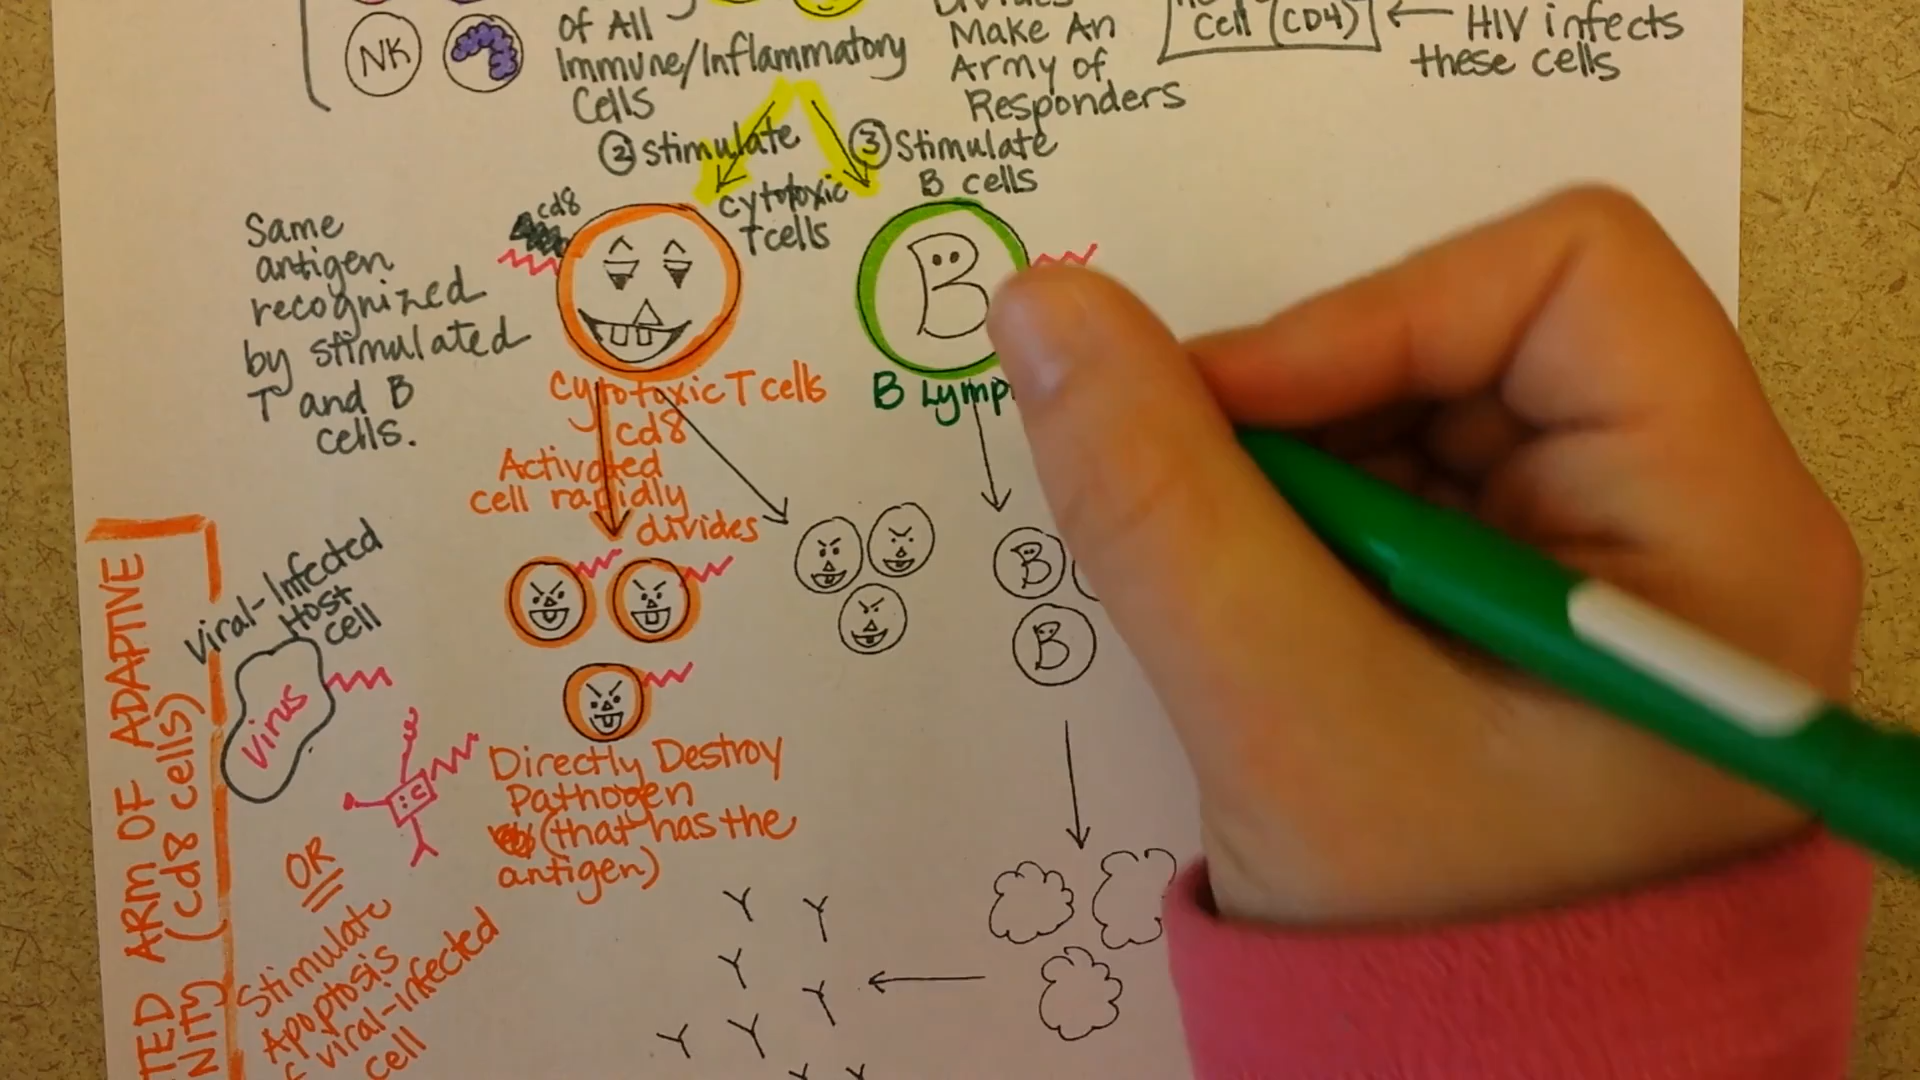 NK
of All
Immune/Inflammatory
Cells
Make An
Army of
Responders
Cell (CD4)
HIV infects
these cells
② stimulate
cytotoxic
Tcells
③ Stimulate
B cells
Same
antigen
recognized
by stimulated
T and B
cells.
cd8
B
Cytotoxic T cells
cd8
B Lymp
Activated
cell rapidly
divides
B
B
Viral-Infected
Host
cell
Virus
Directly Destroy
Pathogen
(that has the
antigen)
OR
Stimulate
Apoptosis
viral-infected
cell
ARM OF ADAPTIVE
(cd8 cells)